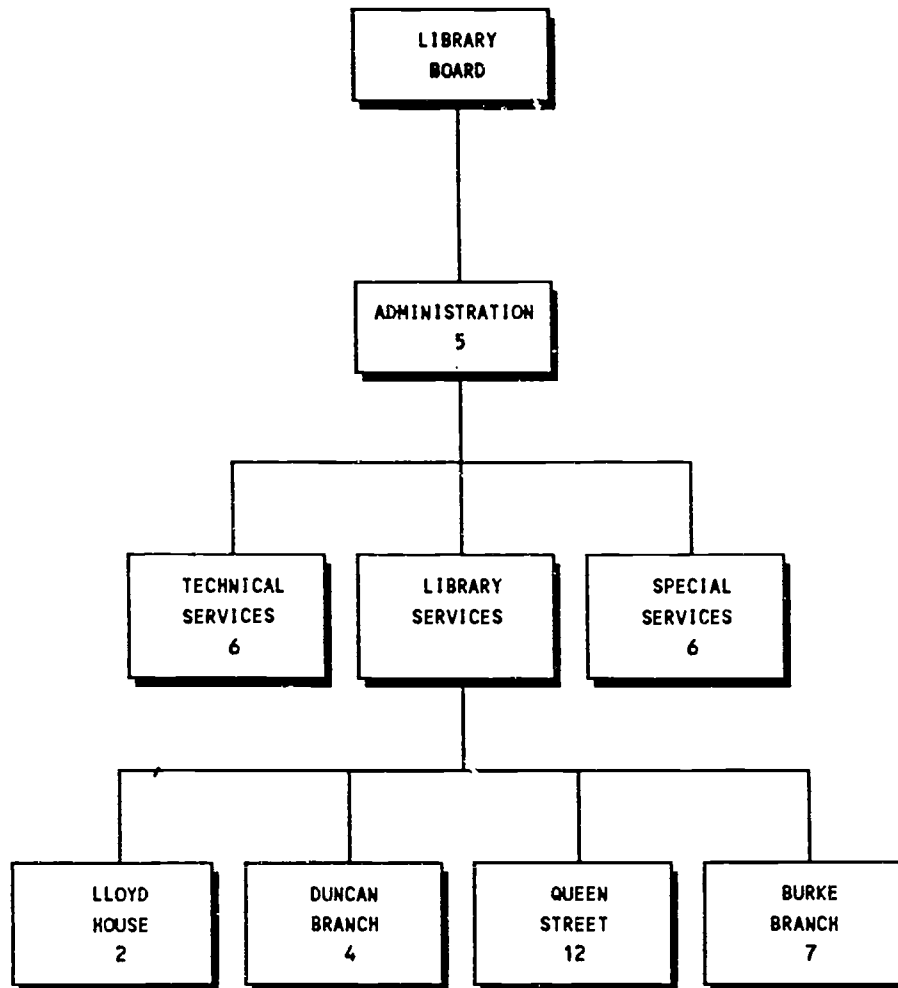 LIBRARY
BOARD
ADMINISTRATION
5
TECHNICAL
SERVICES
6
LIBRARY
SERVICES
SPECIAL
SERVICES
6
LLOYD
HOUSE
2
DUNCAN
BRANCH
4
QUEEN
STREET
12
BURKE
BRANCH
7